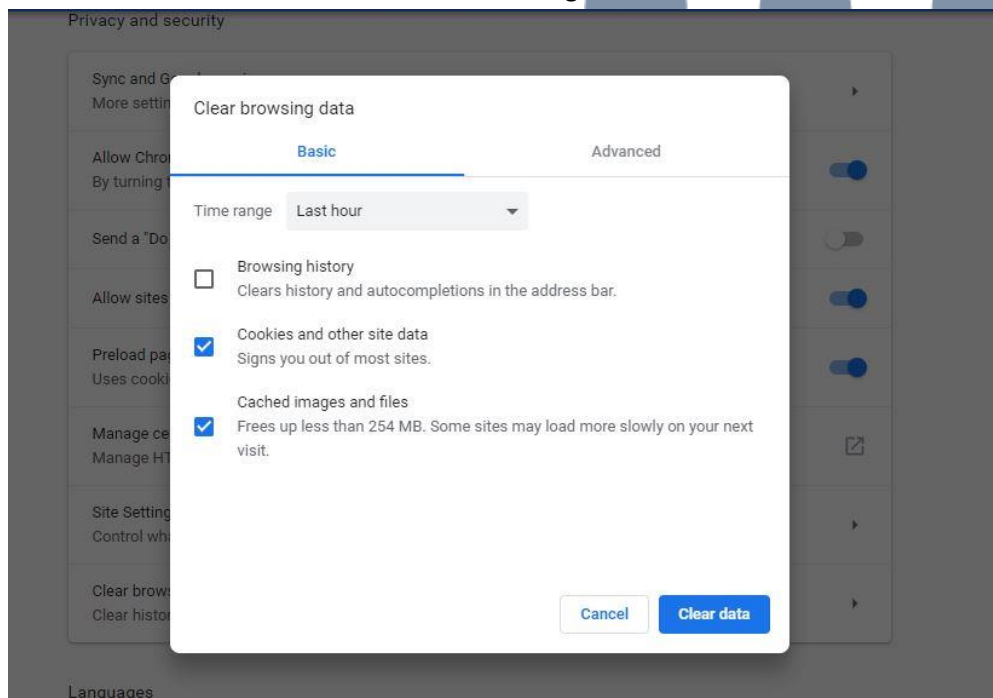 Privacy and security
Sync and
More settin
Clear browsing data
Allow Chro
Basic
Advanced
By turning
Time range
Last hour
Send a "Do
Browsing history
Clears history and autocompletions in the address bar.
Allow sites
Cookies and other site data
Signs you out of most sites.
Preload pa
Uses cooki
Cached images and files
Frees up less than 254 MB. Some sites may load more slowly on your next
visit.
Manage ce
Manage HT
Site Setting
Control wh
Clear brows
Clear histor
Cancel
Clear data
Languages